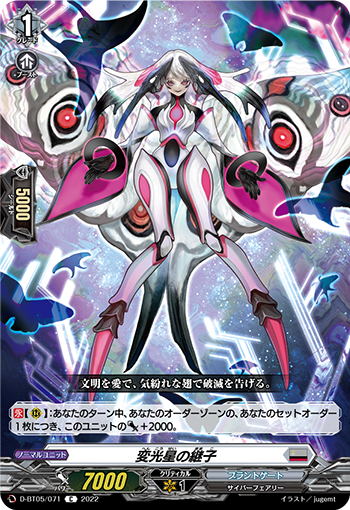 1
グレード
ブースト
5000
シールド
文明を愛で、気紛れな翅で破滅を告げる。
【永】【(R)】:あなたのターン中、あなたのオーダーゾーンの、あなたのセットオーダー
1枚につき、このユニットの+2000。
ノーマルユニット
変光星の継子
パワー 7000
クリティカル
1
ブラントゲート
サイバーフェアリー
D-BT05/071 C 2022
イラスト/ jugemt